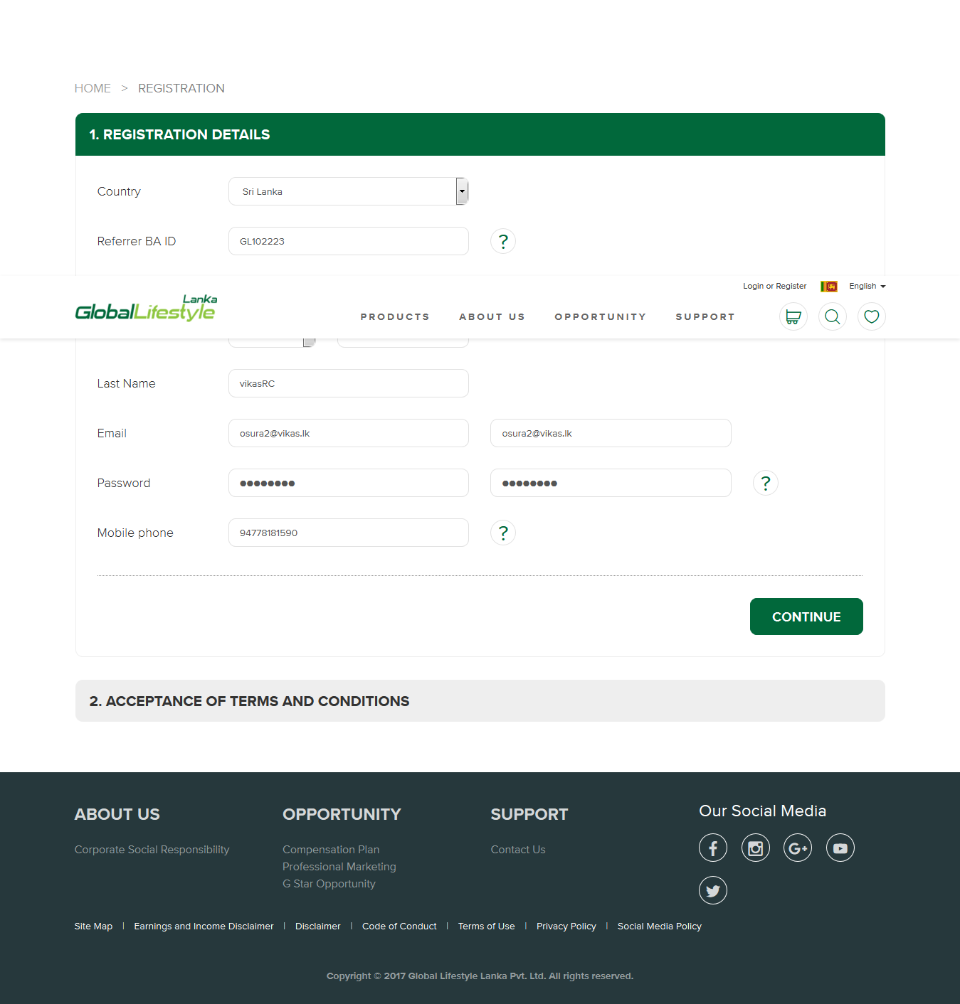 HOME > REGISTRATION
1. REGISTRATION DETAILS
Country Sri Lanka
Referrer BA ID GL102223 ?
Login or Register English
Lanka
GlobalLifestyle
PRODUCTS ABOUT US OPPORTUNITY SUPPORT
Last Name vikasRC
Email osura2@vikas.lk osura2@vikas.lk
Password ●●●●●●●● ●●●●●●●● ?
Mobile phone 94778181590 ?
CONTINUE
2. ACCEPTANCE OF TERMS AND CONDITIONS
ABOUT US OPPORTUNITY SUPPORT Our Social Media
Corporate Social Responsibility Compensation Plan Contact Us
Professional Marketing
G Star Opportunity
G+
Site Map | Earnings and Income Disclaimer | Disclaimer | Code of Conduct | Terms of Use | Privacy Policy | Social Media Policy
Copyright © 2017 Global Lifestyle Lanka Pvt. Ltd. All rights reserved.